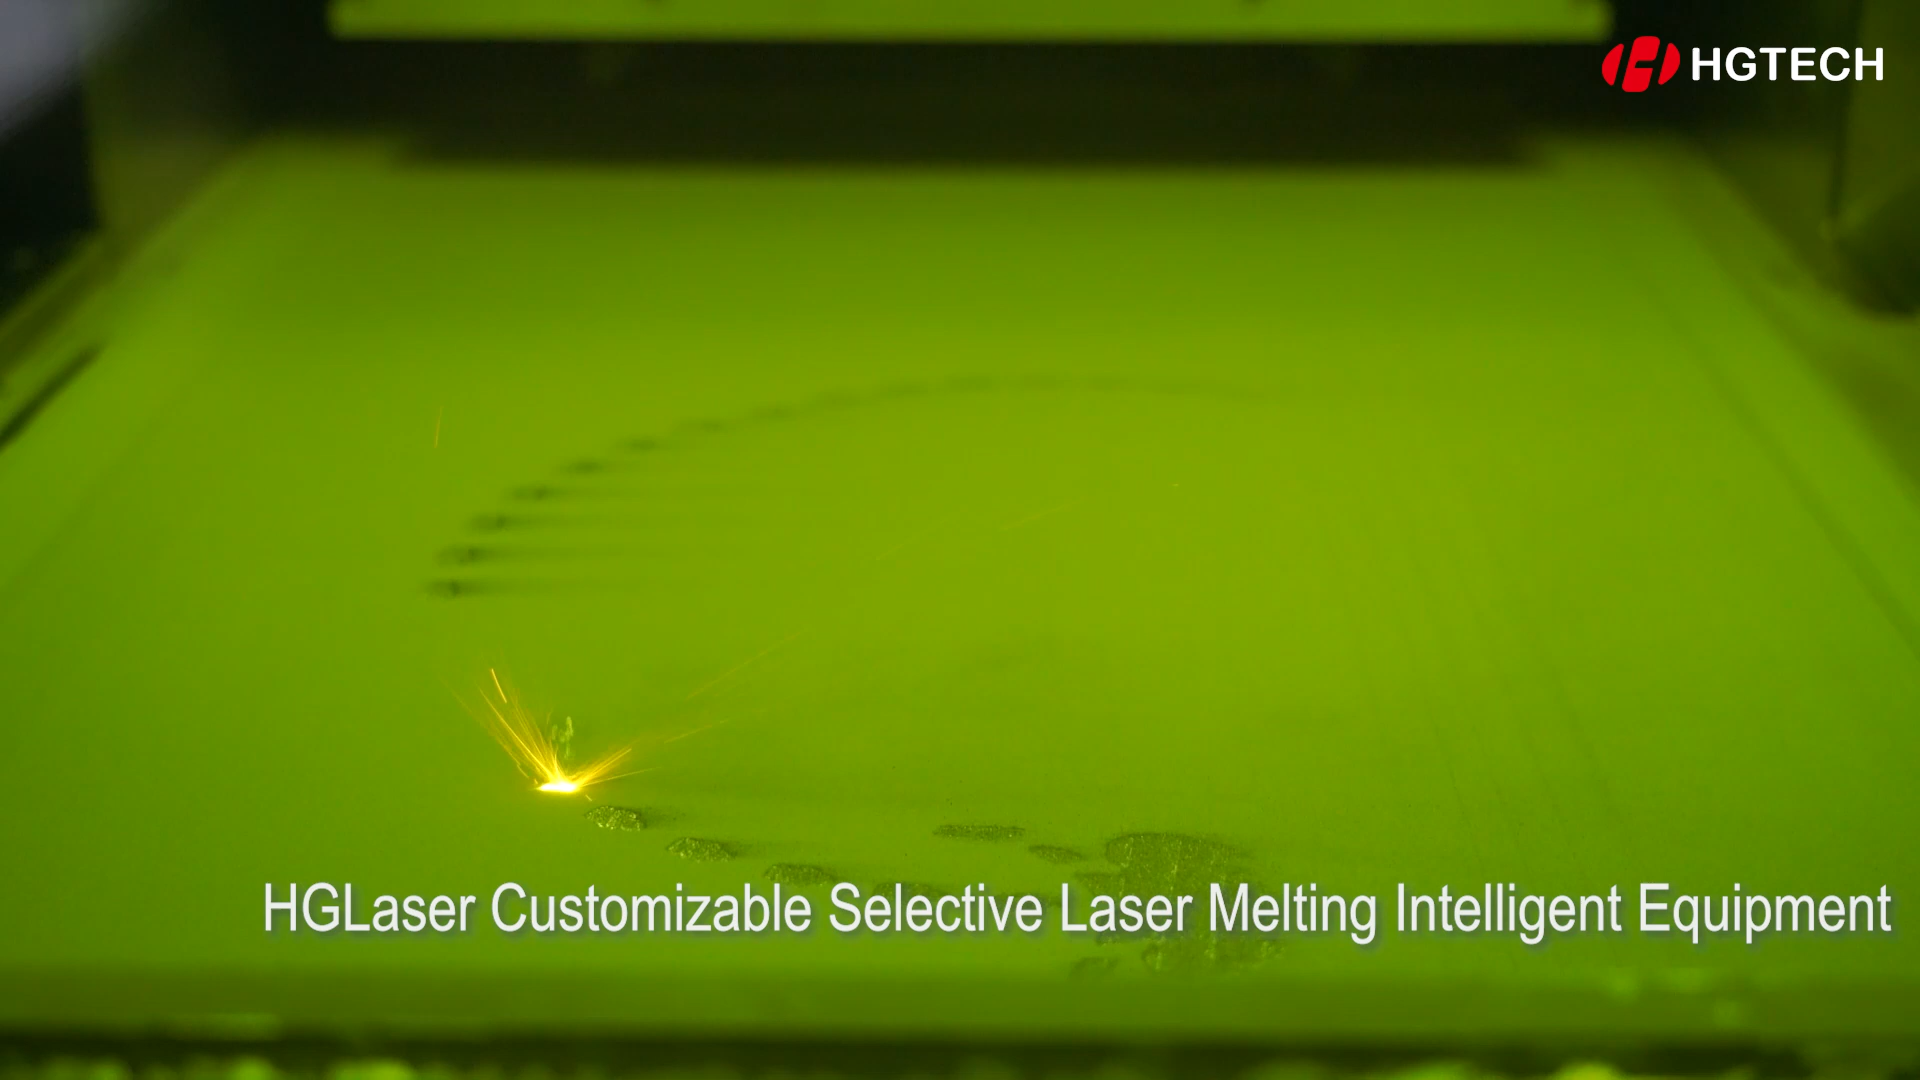 HGTECH
HGLaser Customizable Selective Laser Melting Intelligent Equipment